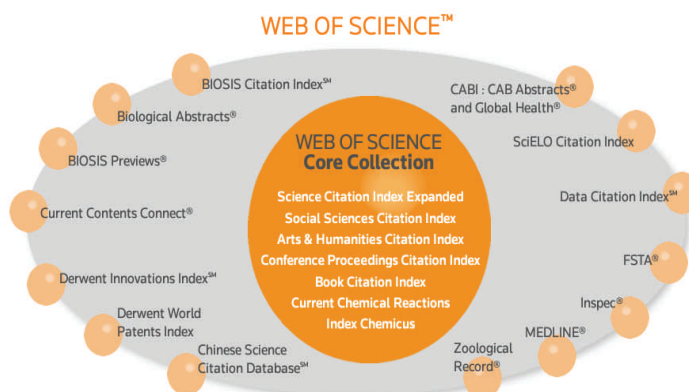 WEB OF SCIENCE™
BIOSIS Citation Index℠
Biological Abstracts®
BIOSIS Previews®
Current Contents Connect®
Derwent Innovations Index℠
Derwent World
Patents Index
Chinese Science
Citation Database℠
WEB OF SCIENCE
Core Collection
Science Citation Index Expanded
Social Sciences Citation Index
Arts & Humanities Citation Index
Conference Proceedings Citation Index
Book Citation Index
Current Chemical Reactions
Index Chemicus
CABI : CAB Abstracts®
and Global Health®
SciELO Citation Index
Data Citation Index℠
FSTA®
Inspec®
MEDLINE®
Zoological
Record®